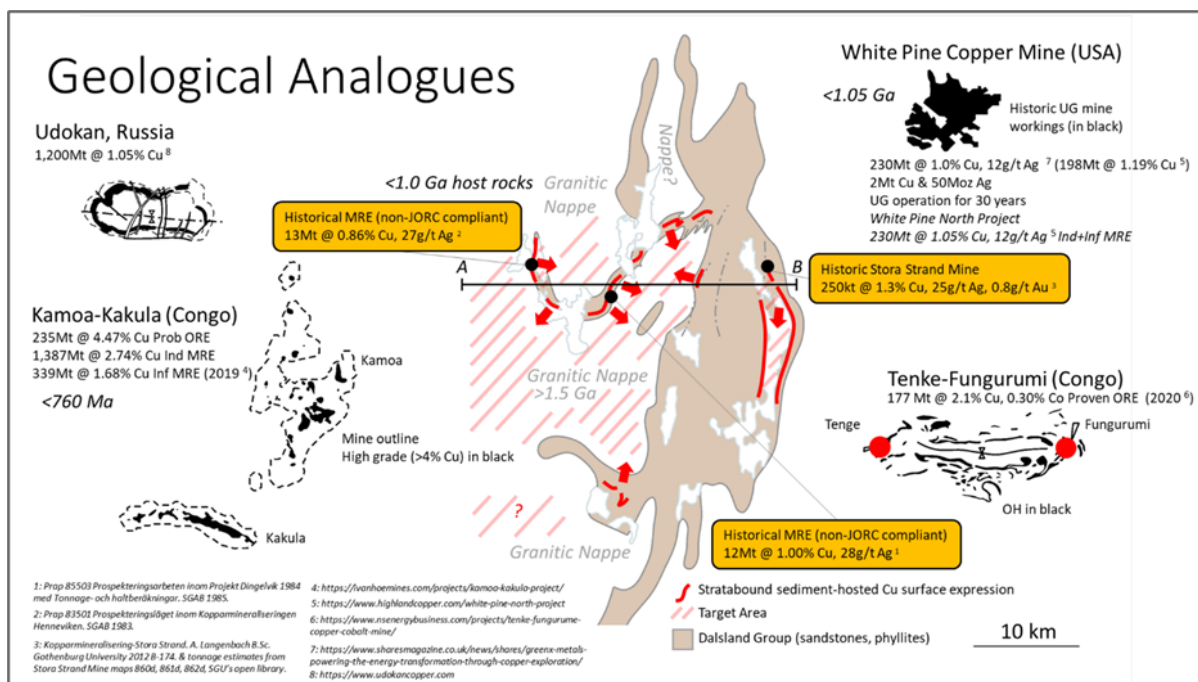 Geological Analogues
Udokan, Russia
1,200Mt @ 1.05% Cu 8
Kamoa-Kakula (Congo)
235Mt @ 4.47% Cu Prob ORE
1,387Mt @ 2.74% Cu Ind MRE
339Mt @ 1.68% Cu Inf MRE (2019 4)
<760 Ma
Kamoa
Mine outline
High grade (>4% Cu) in black
Kakula
<1.0 Ga host rocks
Granitic
Nappe
Nappe?
Historical MRE (non-JORC compliant)
13Mt @ 0.86% Cu, 27g/t Ag 2
A
B
Granitic Nappe
>1.5 Ga
?
Granitic Nappe
White Pine Copper Mine (USA)
<1.05 Ga
Historic UG mine
workings (in black)
230Mt @ 1.0% Cu, 12g/t Ag 7 (198Mt @ 1.19% Cu 5)
2Mt Cu & 50Moz Ag
UG operation for 30 years
White Pine North Project
230Mt @ 1.05% Cu, 12g/t Ag 5 Ind+Inf MRE
Historic Stora Strand Mine
250kt @ 1.3% Cu, 25g/t Ag, 0.8g/t Au 3
Tenke-Fungurumi (Congo)
177 Mt @ 2.1% Cu, 0.30% Co Proven ORE (2020 6)
Tenge
Fungurumi
OH in black
Historical MRE (non-JORC compliant)
12Mt @ 1.00% Cu, 28g/t Ag 1
Stratabound sediment-hosted Cu surface expression
Target Area
Dalsland Group (sandstones, phyllites)
10 km
1: Prap 85503 Prospekteringsarbeten inom Projekt Dingelvik 1984
med Tonnage- och haltberäkningar. SGAB 1985.
2: Prap 83501 Prospekteringsläget inom Kopparmineraliseringen
Henneviken. SGAB 1983.
3: Kopparmineralisering-Stora Strand. A. Langenbach B.Sc.
Gothenburg University 2012 B-174. & tonnage estimates from
Stora Strand Mine maps 860d, 861d, 862d, SGU's open library.
4: https://ivanhoemines.com/projects/kamoa-kakula-project/
5: https://www.highlandcopper.com/white-pine-north-project
6: https://www.nsenergybusiness.com/projects/tenke-fungurume-
copper-cobalt-mine/
7: https://www.sharesmagazine.co.uk/news/shares/greenx-metals-
powering-the-energy-transformation-through-copper-exploration/
8: https://www.udokancopper.com